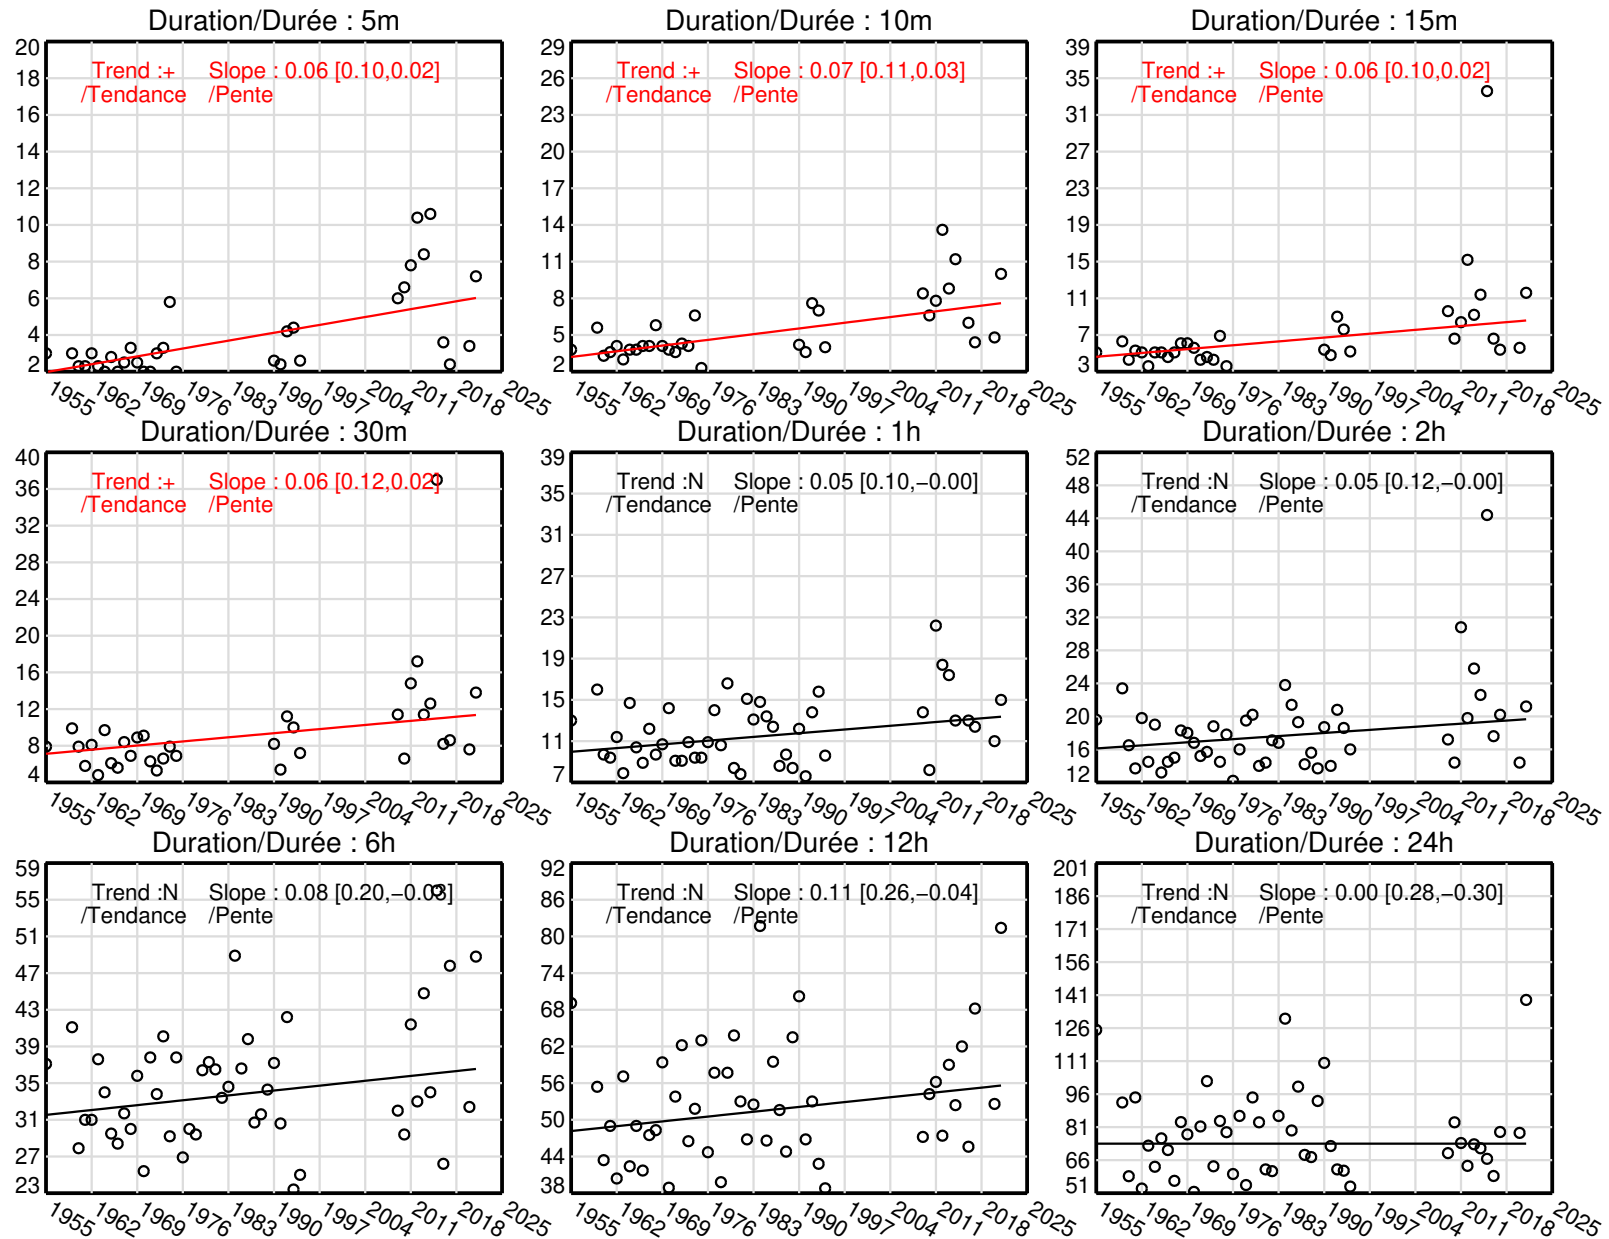 Duration/Durée : 5m
20
18
16
14
12
10
8
6
4
2
Trend :+ Slope : 0.06 [0.10,0.02]
/Tendance /Pente
1955 1962 1969 1976 1983 1990 1997 2004 2011 2018 2025
Duration/Durée : 10m
29
26
23
20
17
14
11
8
5
2
Trend :+ Slope : 0.07 [0.11,0.03]
/Tendance /Pente
1955 1962 1969 1976 1983 1990 1997 2004 2011 2018 2025
Duration/Durée : 15m
39
35
31
27
23
19
15
11
7
3
Trend :+ Slope : 0.06 [0.10,0.02]
/Tendance /Pente
1955 1962 1969 1976 1983 1990 1997 2004 2011 2018 2025
Duration/Durée : 30m
40
36
32
28
24
20
16
12
8
4
Trend :+ Slope : 0.06 [0.12,0.02]
/Tendance /Pente
1955 1962 1969 1976 1983 1990 1997 2004 2011 2018 2025
Duration/Durée : 1h
39
35
31
27
23
19
15
11
7
Trend :N Slope : 0.05 [0.10,−0.00]
/Tendance /Pente
1955 1962 1969 1976 1983 1990 1997 2004 2011 2018 2025
Duration/Durée : 2h
52
48
44
40
36
32
28
24
20
16
12
Trend :N Slope : 0.05 [0.12,−0.00]
/Tendance /Pente
1955 1962 1969 1976 1983 1990 1997 2004 2011 2018 2025
Duration/Durée : 6h
59
55
51
47
43
39
35
31
27
23
Trend :N Slope : 0.08 [0.20,−0.03]
/Tendance /Pente
1955 1962 1969 1976 1983 1990 1997 2004 2011 2018 2025
Duration/Durée : 12h
92
86
80
74
68
62
56
50
44
38
Trend :N Slope : 0.11 [0.26,−0.04]
/Tendance /Pente
1955 1962 1969 1976 1983 1990 1997 2004 2011 2018 2025
Duration/Durée : 24h
201
186
171
156
141
126
111
96
81
66
51
Trend :N Slope : 0.00 [0.28,−0.30]
/Tendance /Pente
1955 1962 1969 1976 1983 1990 1997 2004 2011 2018 2025